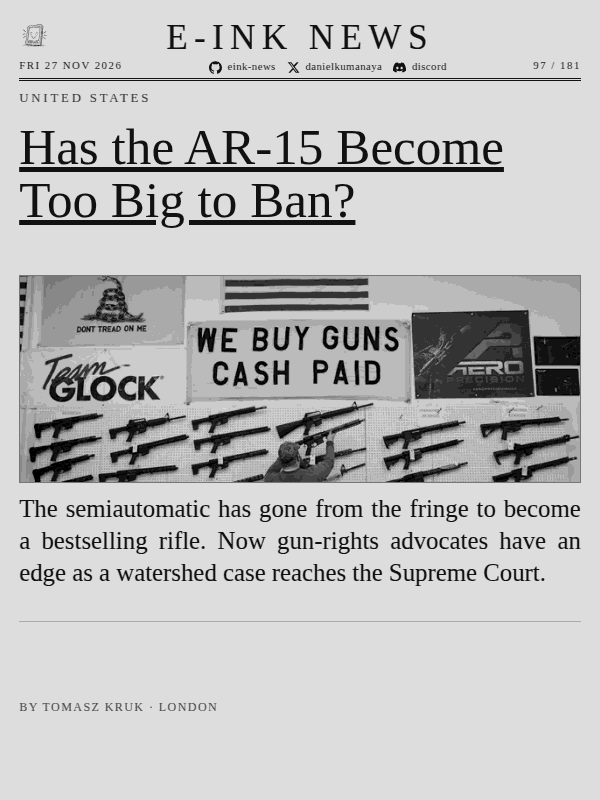 E-INK NEWS
FRI 27 NOV 2026
eink-news danielkumanaya discord
97 / 181
UNITED STATES
Has the AR-15 Become
Too Big to Ban?
DONT TREAD ON ME
WE BUY GUNS
CASH PAID
Team
GLOCK
AERO
PRECISION
The semiautomatic has gone from the fringe to become
a bestselling rifle. Now gun-rights advocates have an
edge as a watershed case reaches the Supreme Court.
BY TOMASZ KRUK · LONDON